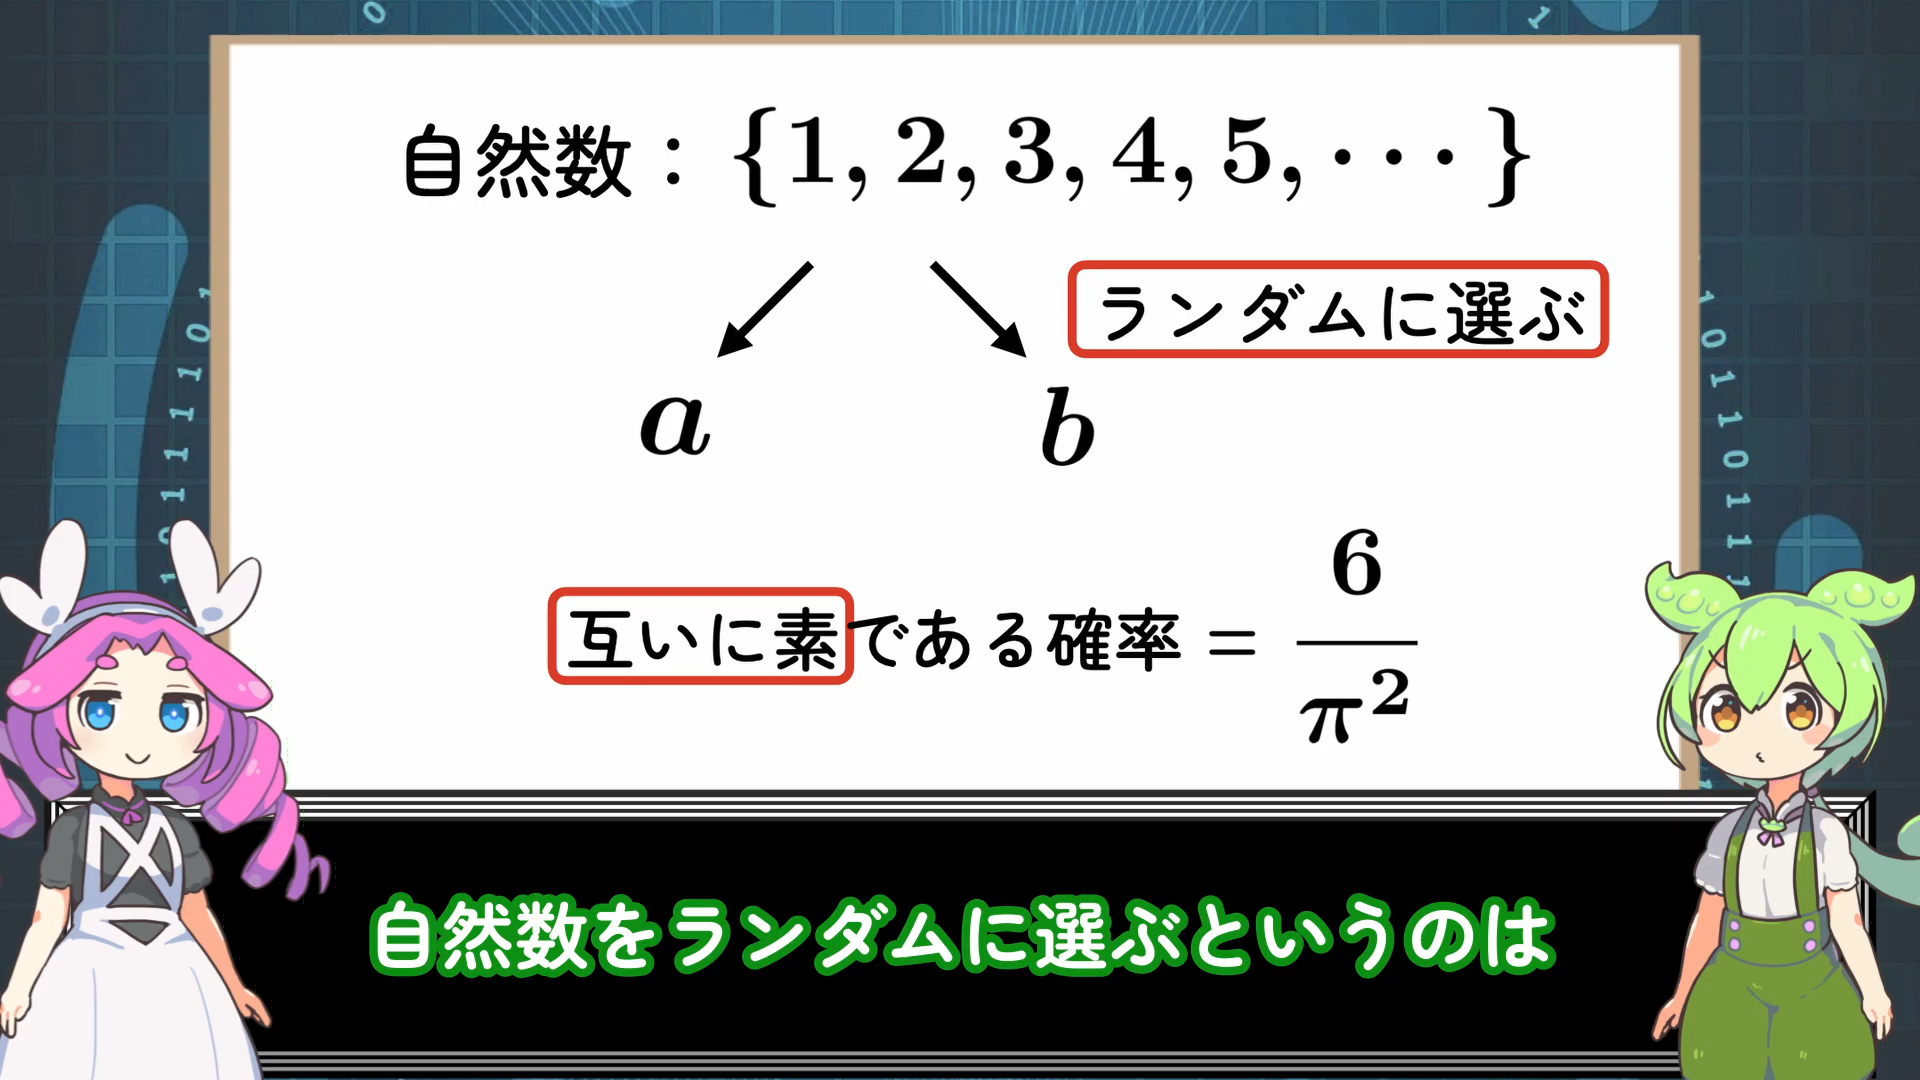 自然数：{1, 2, 3, 4, 5, ··· }
ランダムに選ぶ
a b
互いに素である確率 = 6/π²
自然数をランダムに選ぶというのは